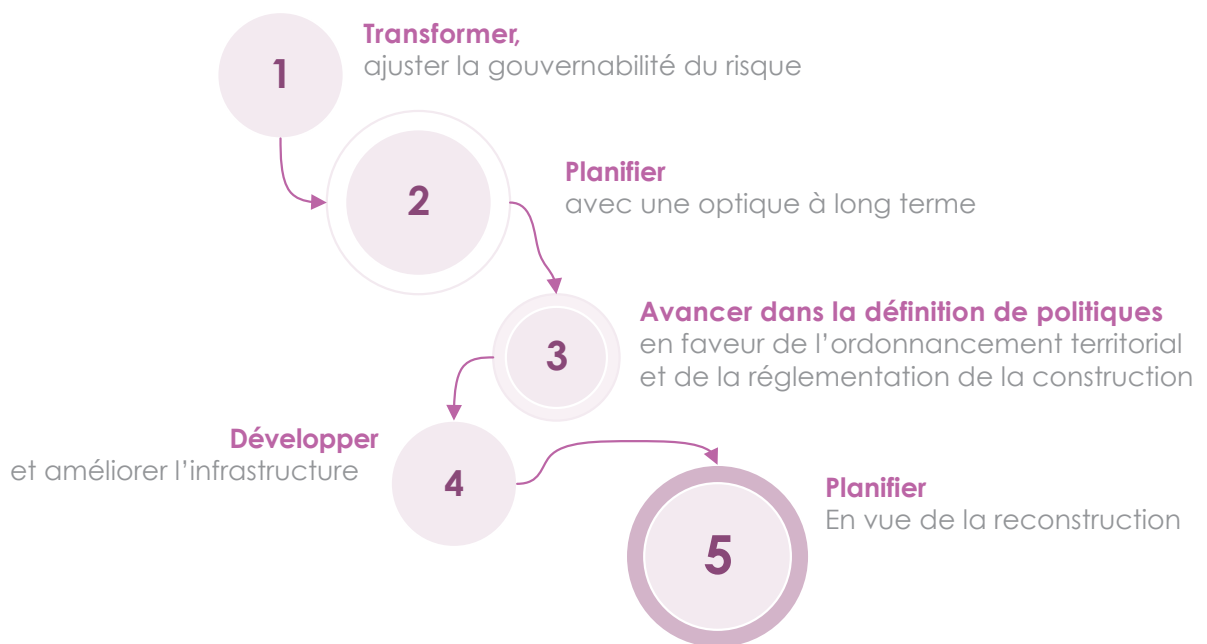 1
Transformer,
ajuster la gouvernabilité du risque
2
Planifier
avec une optique à long terme
3
Avancer dans la définition de politiques
en faveur de l’ordonnancement territorial
et de la réglementation de la construction
Développer
et améliorer l’infrastructure
4
Planifier
En vue de la reconstruction
5